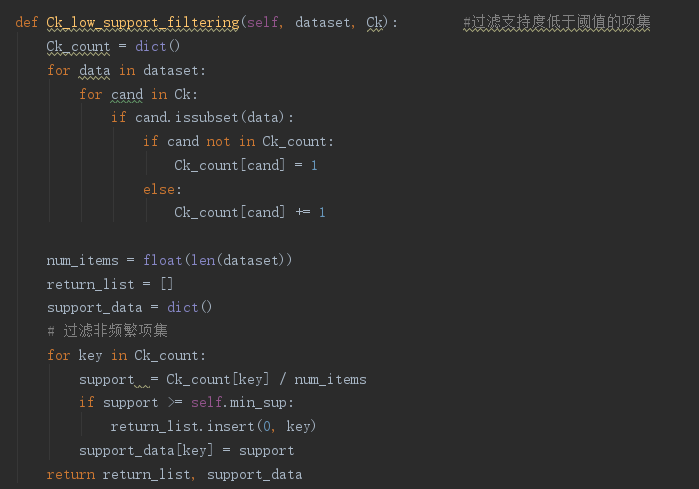 def Ck_low_support_filtering(self, dataset, Ck):        #过滤支持度低于阈值的项集
    Ck_count = dict()
    for data in dataset:
        for cand in Ck:
            if cand.issubset(data):
                if cand not in Ck_count:
                    Ck_count[cand] = 1
                else:
                    Ck_count[cand] += 1

    num_items = float(len(dataset))
    return_list = []
    support_data = dict()
    # 过滤非频繁项集
    for key in Ck_count:
        support  = Ck_count[key] / num_items
        if support >= self.min_sup:
            return_list.insert(0, key)
        support_data[key] = support
    return return_list, support_data